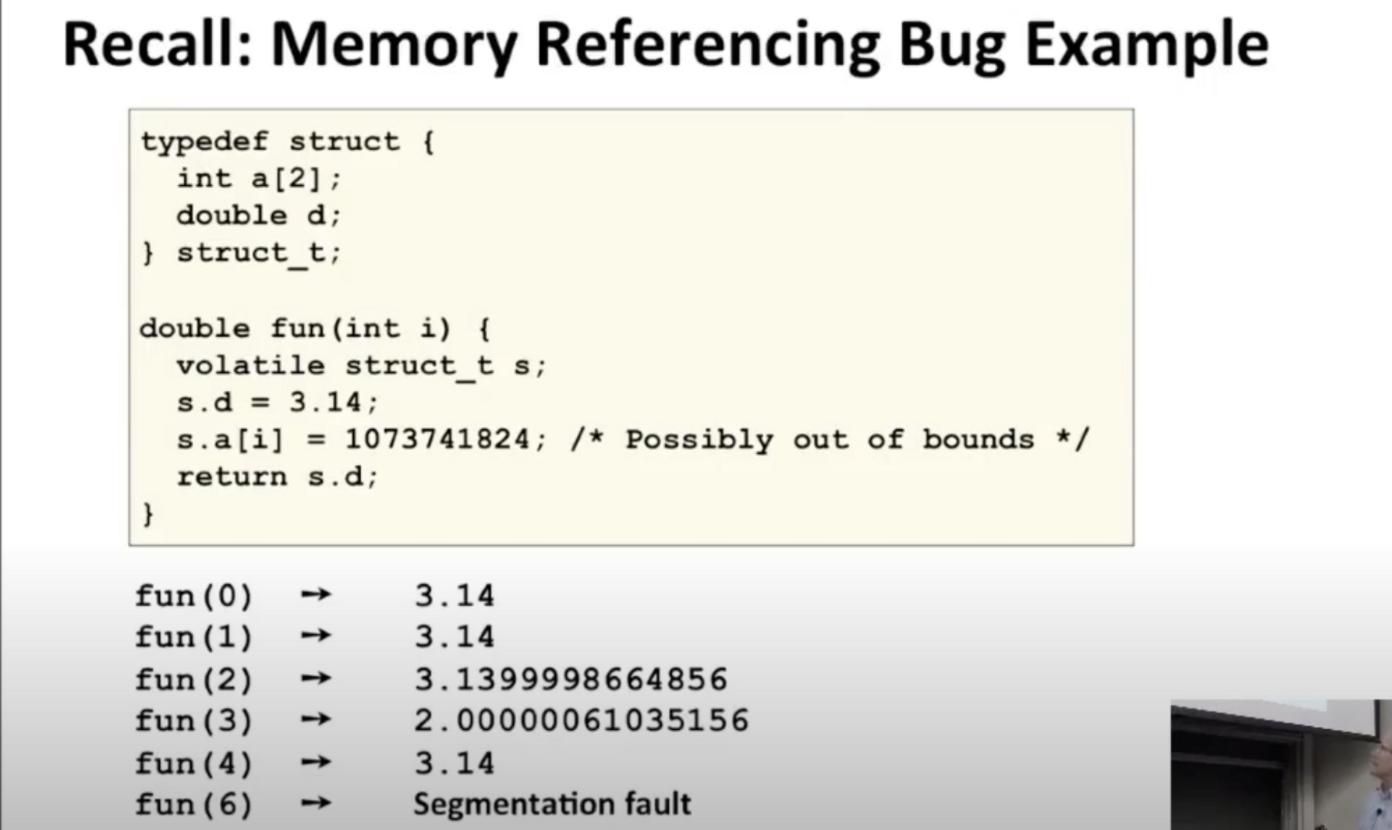 Recall: Memory Referencing Bug Example
typedef struct {
int a[2];
double d;
} struct_t;
double fun(int i) {
volatile struct_t s;
s.d = 3.14;
s.a[i] = 1073741824; /* Possibly out of bounds */
return s.d;
}
fun(0) → 3.14
fun(1) → 3.14
fun(2) → 3.1399998664856
fun(3) → 2.00000061035156
fun(4) → 3.14
fun(6) → Segmentation fault